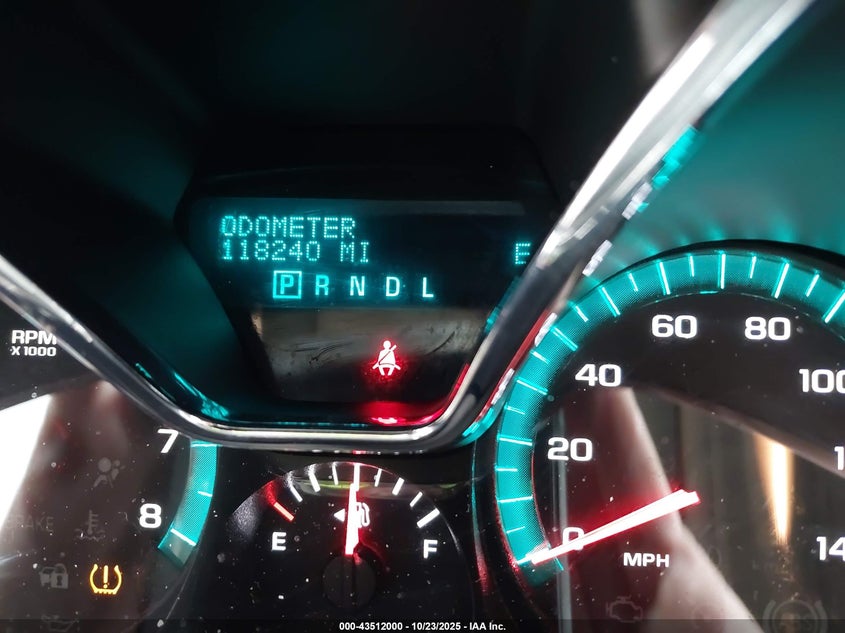 ODOMETER
118240 MI
E
P R N D L
RPM
X 1000
7
8
E
F
BRAKE
0
20
40
60
80
100
MPH
000-43512000 - 10/23/2025 - IAA Inc.